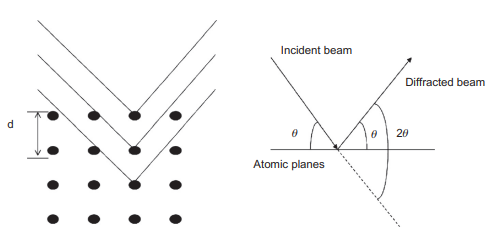 d
Incident beam
Diffracted beam
θ
θ
2θ
Atomic planes